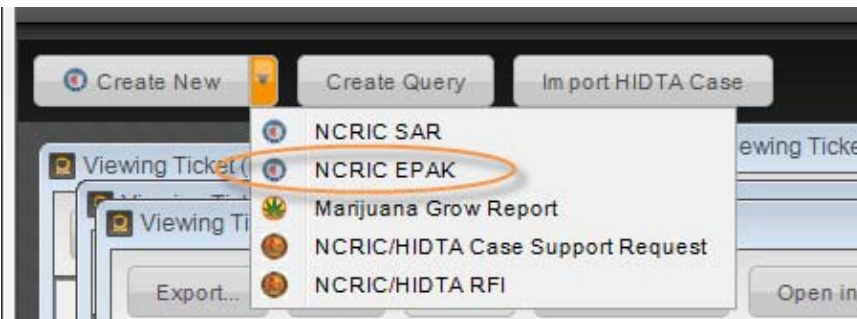 Create New
Create Query
Import HIDTA Case
NCRIC SAR
ewing Ticke
Viewing Ticket (
NCRIC EPAK
Marijuana Grow Report
Viewing Ti
NCRIC/HIDTA Case Support Request
NCRIC/HIDTA RFI
Export...
Open in